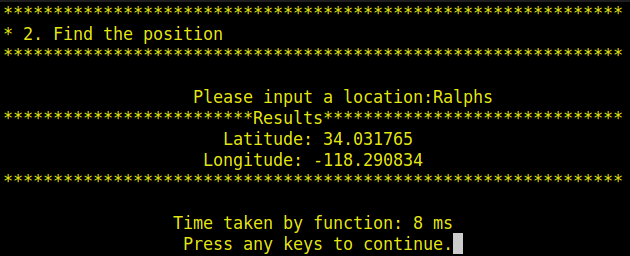 **************************************************************
* 2. Find the position
**************************************************************
Please input a location:Ralphs
*************************Results******************************
Latitude: 34.031765
Longitude: -118.290834
**************************************************************
Time taken by function: 8 ms
Press any keys to continue.